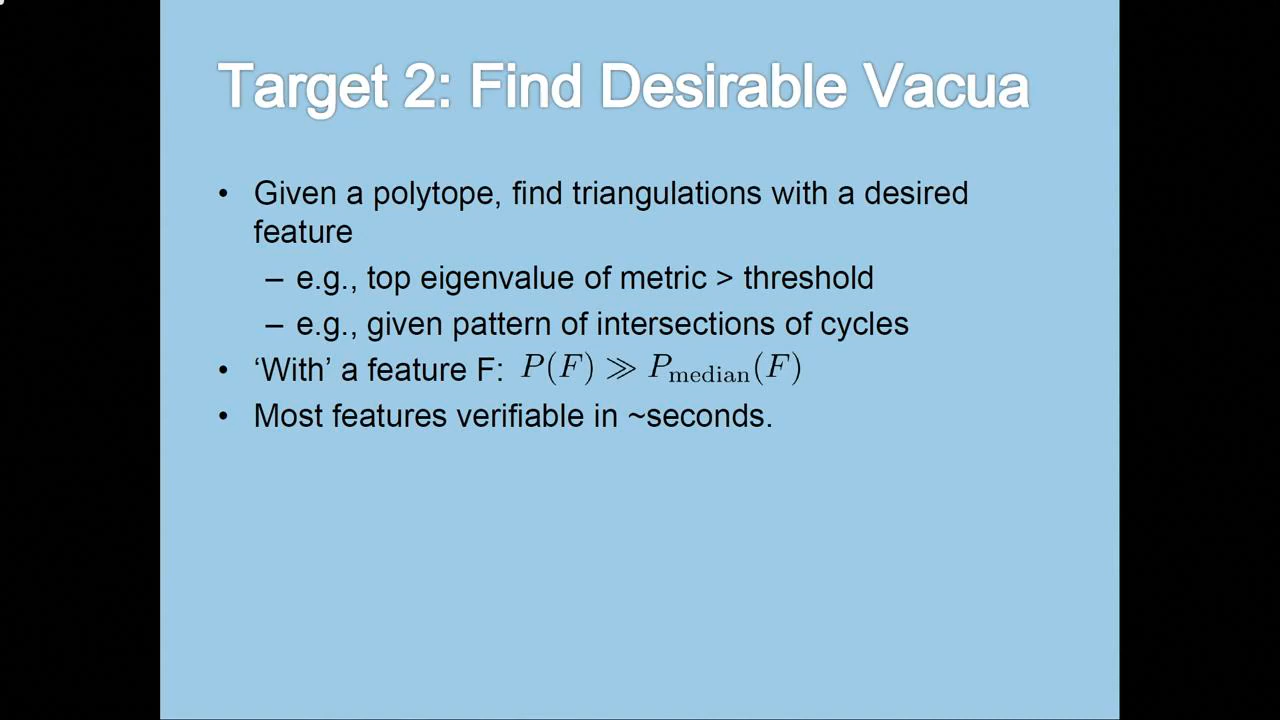 Target 2: Find Desirable Vacua
• Given a polytope, find triangulations with a desired
feature
– e.g., top eigenvalue of metric > threshold
– e.g., given pattern of intersections of cycles
• ‘With’ a feature F: P(F) ≫ P_median(F)
• Most features verifiable in ~seconds.